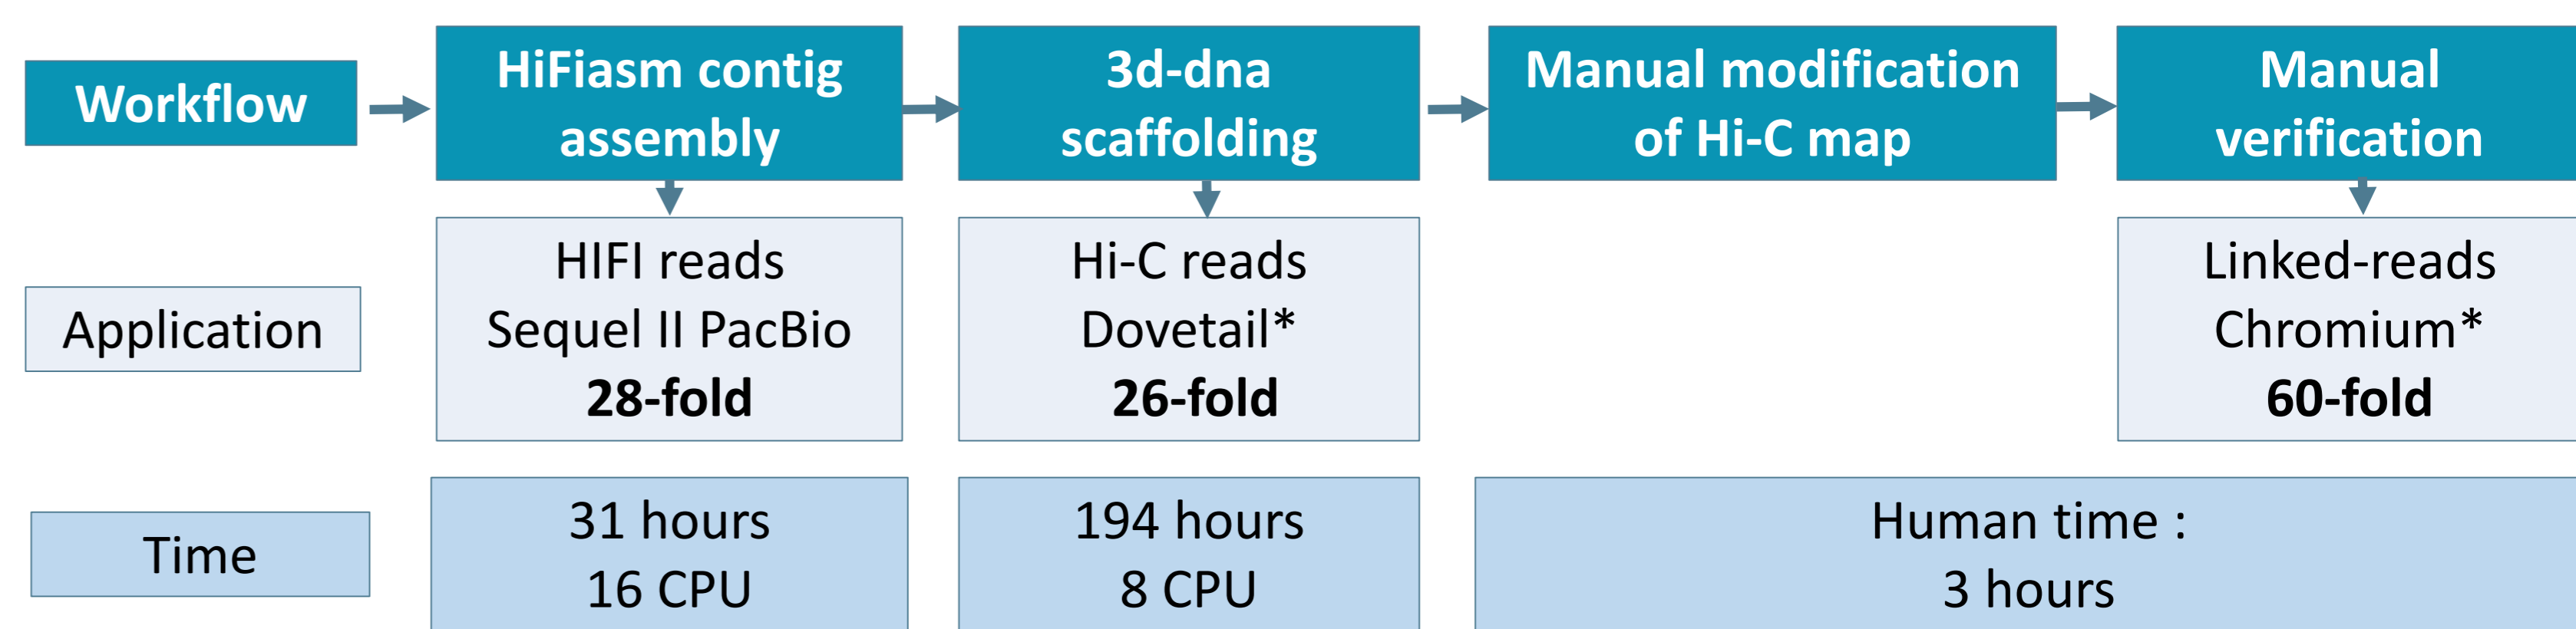 Workflow
HiFiasm contig
assembly
3d-dna
scaffolding
Manual modification
of Hi-C map
Manual
verification
Application
HIFI reads
Sequel II PacBio
28-fold
Hi-C reads
Dovetail*
26-fold
Linked-reads
Chromium*
60-fold
Time
31 hours
16 CPU
194 hours
8 CPU
Human time :
3 hours